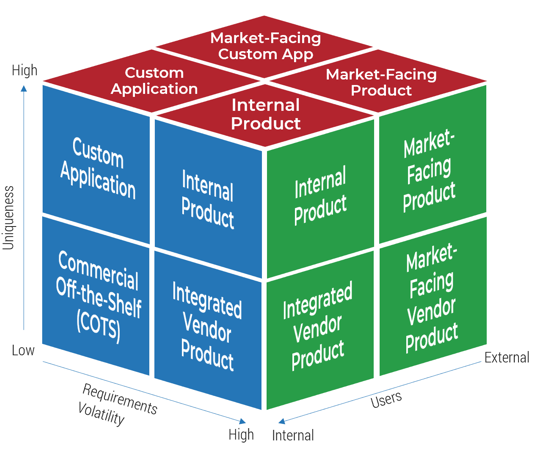 Market-Facing
Custom App
Custom
Application
Market-Facing
Product
Internal
Product
High
Uniqueness
Low
Custom
Application
Internal
Product
Commercial
Off-the-Shelf
(COTS)
Integrated
Vendor
Product
Internal
Product
Market-
Facing
Product
Integrated
Vendor
Product
Market-
Facing
Vendor
Product
Requirements
Volatility
High
Internal
Users
External